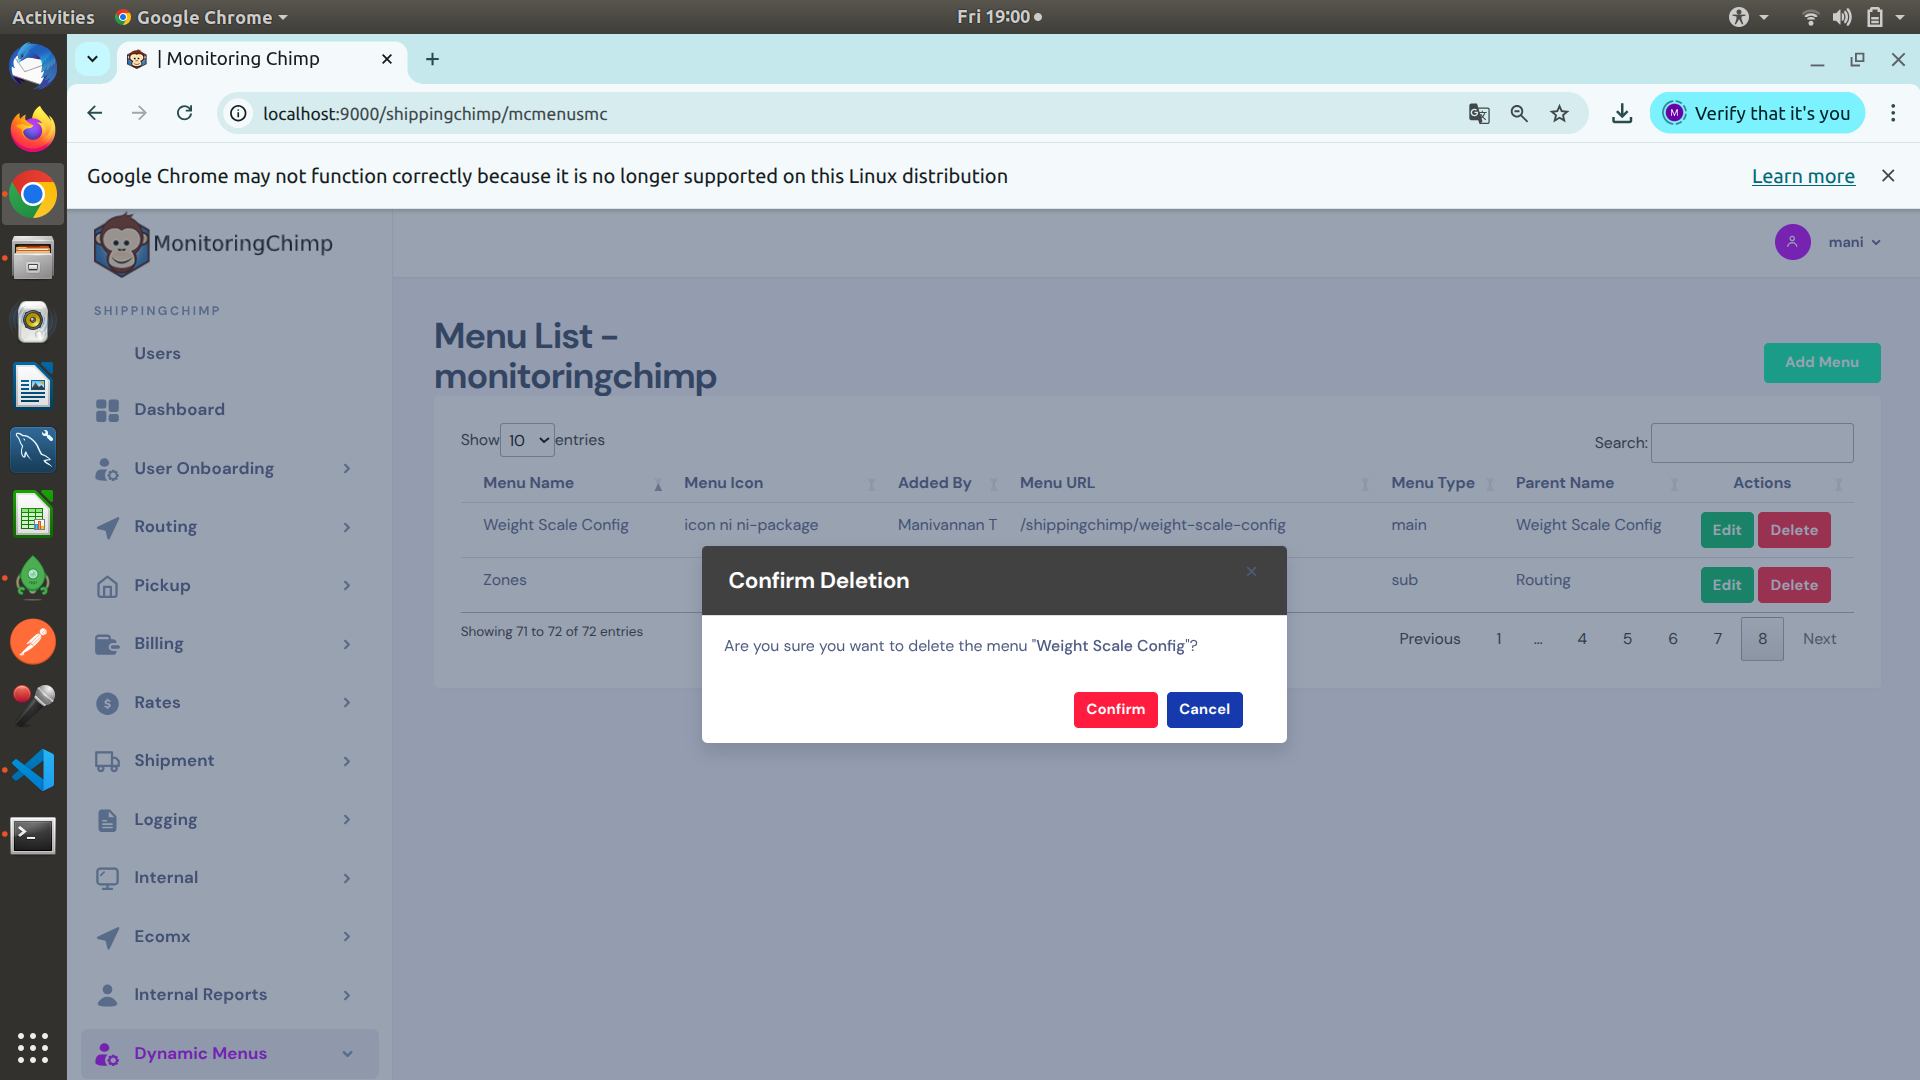 Activities Google Chrome Fri 19:00
| Monitoring Chimp
localhost:9000/shippingchimp/mcmenusmc
M Verify that it's you
Google Chrome may not function correctly because it is no longer supported on this Linux distribution Learn more
MonitoringChimp
mani
SHIPPINGCHIMP
Users
Dashboard
User Onboarding
Routing
Pickup
Billing
Rates
Shipment
Logging
Internal
Ecomx
Internal Reports
Dynamic Menus
Menu List -
monitoringchimp
Add Menu
Show 10 entries
Search:
Menu Name Menu Icon Added By Menu URL Menu Type Parent Name Actions
Weight Scale Config icon ni ni-package Manivannan T /shippingchimp/weight-scale-config main Weight Scale Config Edit Delete
Zones sub Routing Edit Delete
Showing 71 to 72 of 72 entries
Previous 1 … 4 5 6 7 8 Next
Confirm Deletion
×
Are you sure you want to delete the menu "Weight Scale Config"?
Confirm Cancel